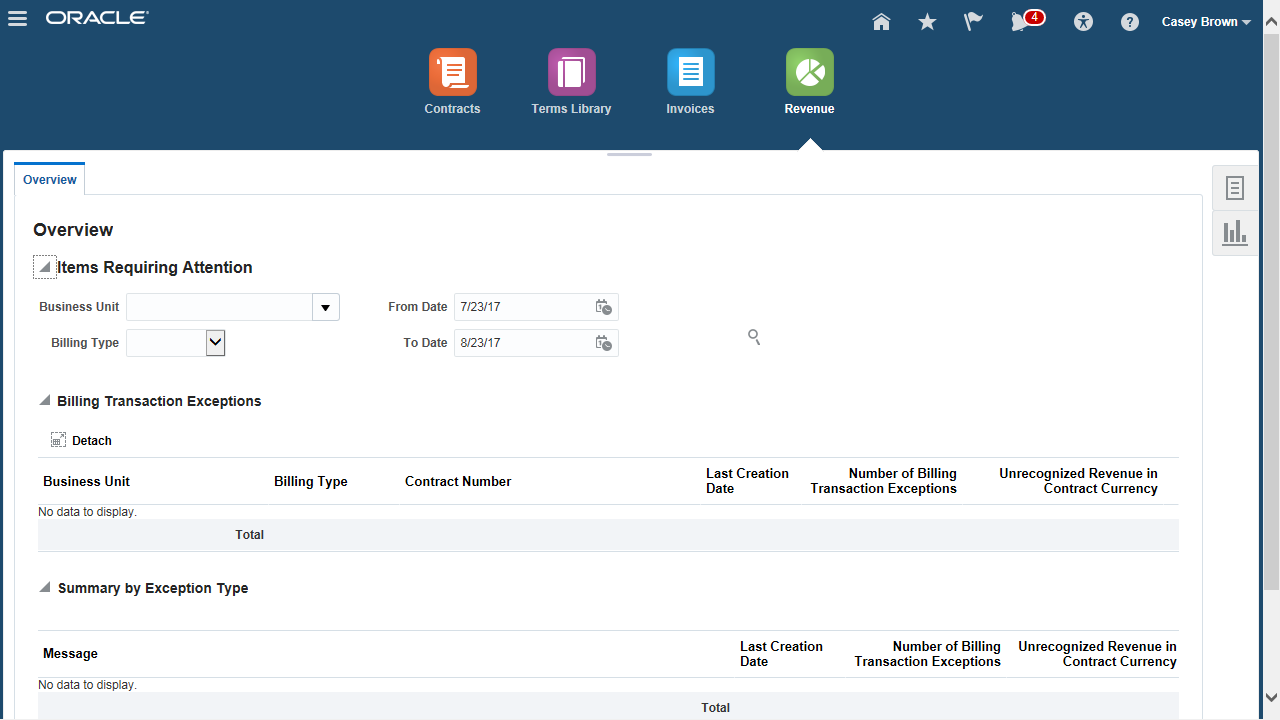 ORACLE
4
Casey Brown
Contracts
Terms Library
Invoices
Revenue
Overview
Overview
Items Requiring Attention
Business Unit
From Date 7/23/17
Billing Type
To Date 8/23/17
Billing Transaction Exceptions
Detach
Business Unit Billing Type Contract Number Last Creation Date Number of Billing Transaction Exceptions Unrecognized Revenue in Contract Currency
No data to display.
Total
Summary by Exception Type
Message Last Creation Date Number of Billing Transaction Exceptions Unrecognized Revenue in Contract Currency
No data to display.
Total